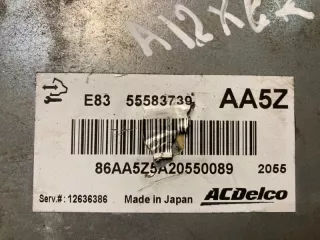 A12XER
E83 55583739 AA5Z
86AA5Z5A20550089 2055
Serv.#: 12636386 Made in Japan ACDelco